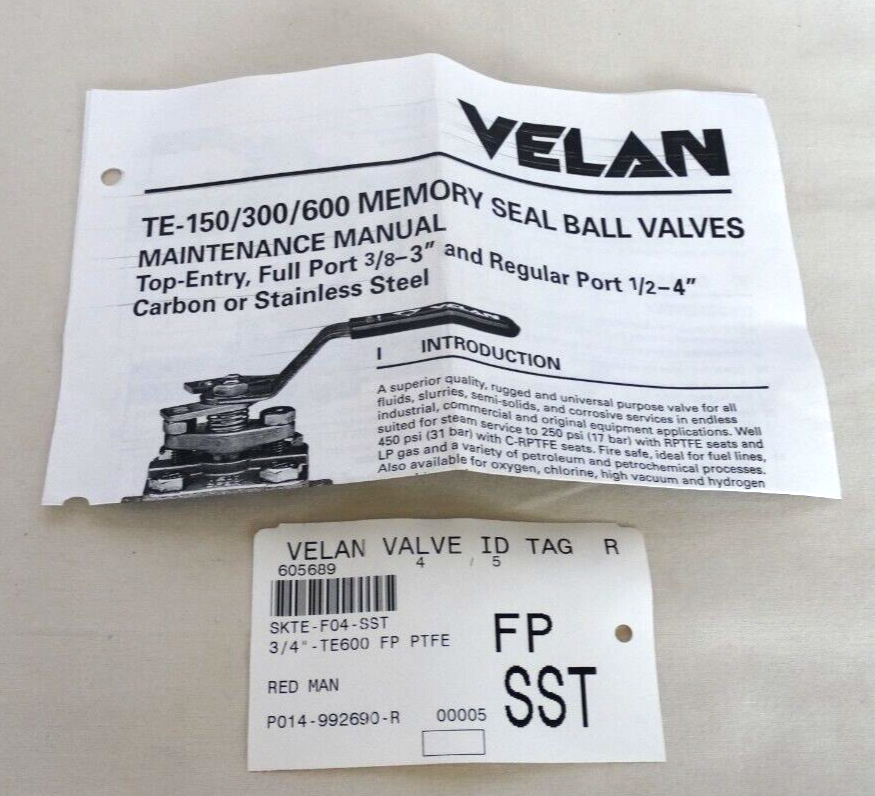 VELAN
TE-150/300/600 MEMORY SEAL BALL VALVES
MAINTENANCE MANUAL
Top-Entry, Full Port 3/8–3" and Regular Port 1/2–4"
Carbon or Stainless Steel
VELAN
I INTRODUCTION
A superior quality, rugged and universal purpose valve for all
fluids, slurries, semi-solids, and corrosive services in endless
industrial, commercial and original equipment applications. Well
suited for steam service to 250 psi (17 bar) with RPTFE seats and
450 psi (31 bar) with C-RPTFE seats. Fire safe, ideal for fuel lines,
LP gas and a variety of petroleum and petrochemical processes.
Also available for oxygen, chlorine, high vacuum and hydrogen
VELAN VALVE ID TAG R
605689 4 / 5
SKTE-F04-SST
3/4"-TE600 FP PTFE
FP
RED MAN
SST
P014-992690-R 00005